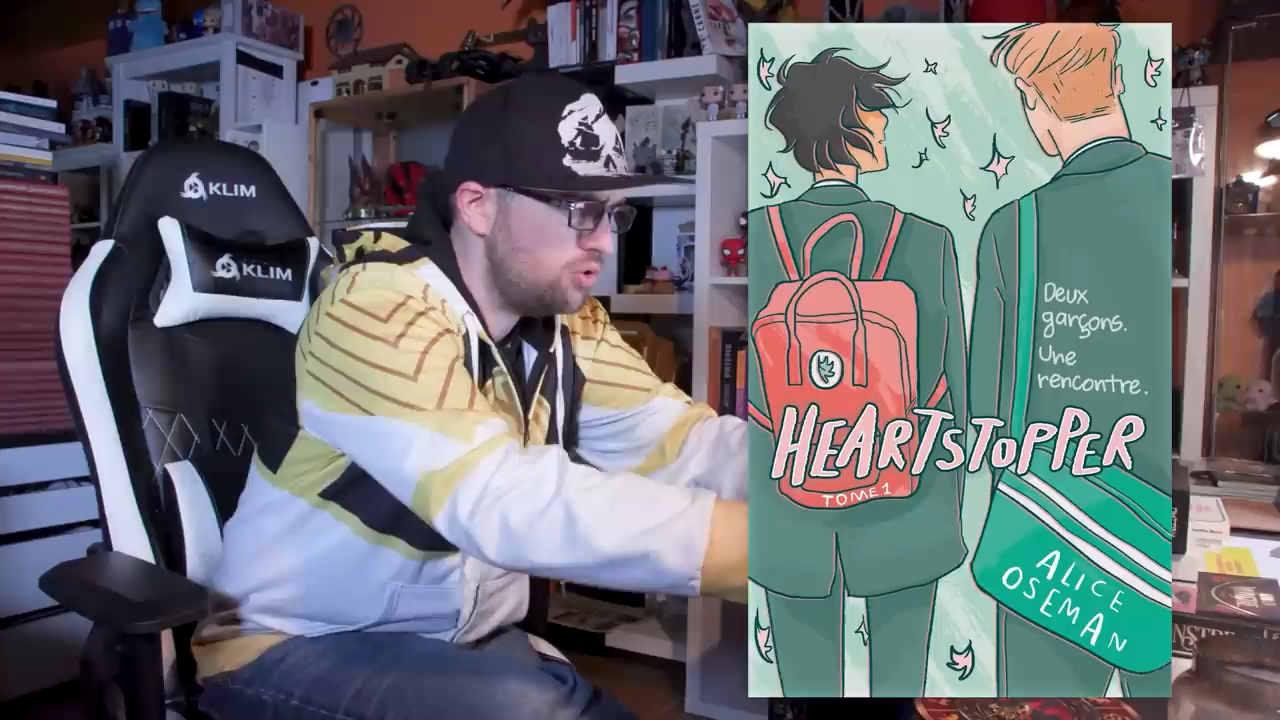 KLIM
KLIM
Deux
garçons.
Une
rencontre.
HEARTSTOPPER
TOME 1
ALICE
OSEMAN